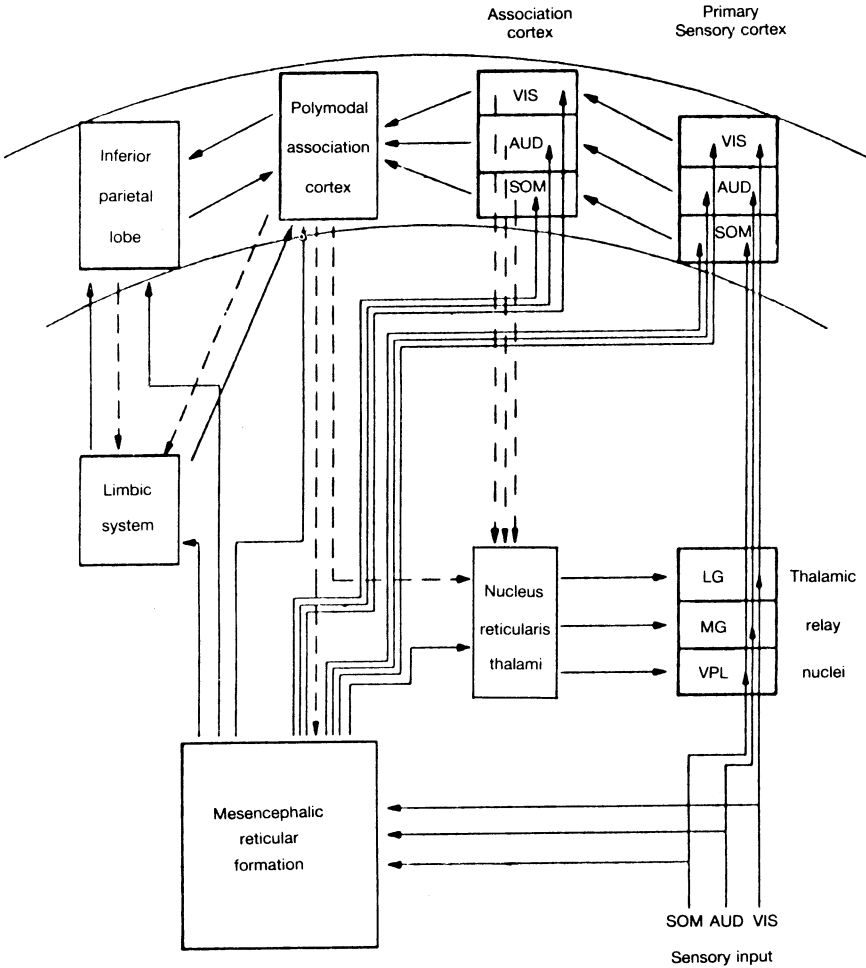 Association
cortex
Primary
Sensory cortex
Inferior
parietal
lobe
Polymodal
association
cortex
VIS
AUD
SOM
VIS
AUD
SOM
Limbic
system
Nucleus
reticularis
thalami
LG
MG
VPL
Thalamic
relay
nuclei
Mesencephalic
reticular
formation
SOM AUD VIS
Sensory input